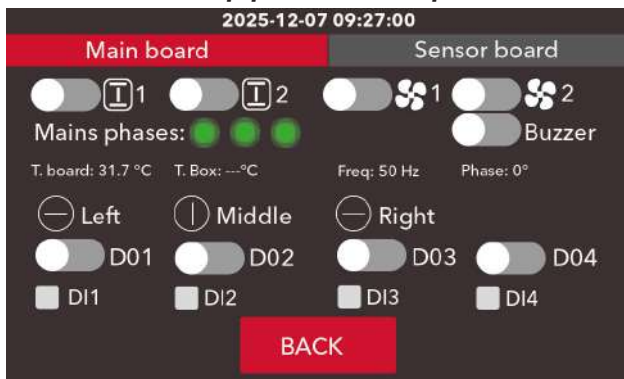 2025-12-07 09:27:00
Main board Sensor board
1 2 1 2
Mains phases: Buzzer
T. board: 31.7 °C T. Box: ---°C Freq: 50 Hz Phase: 0°
Left Middle Right
D01 D02 D03 D04
DI1 DI2 DI3 DI4
BACK